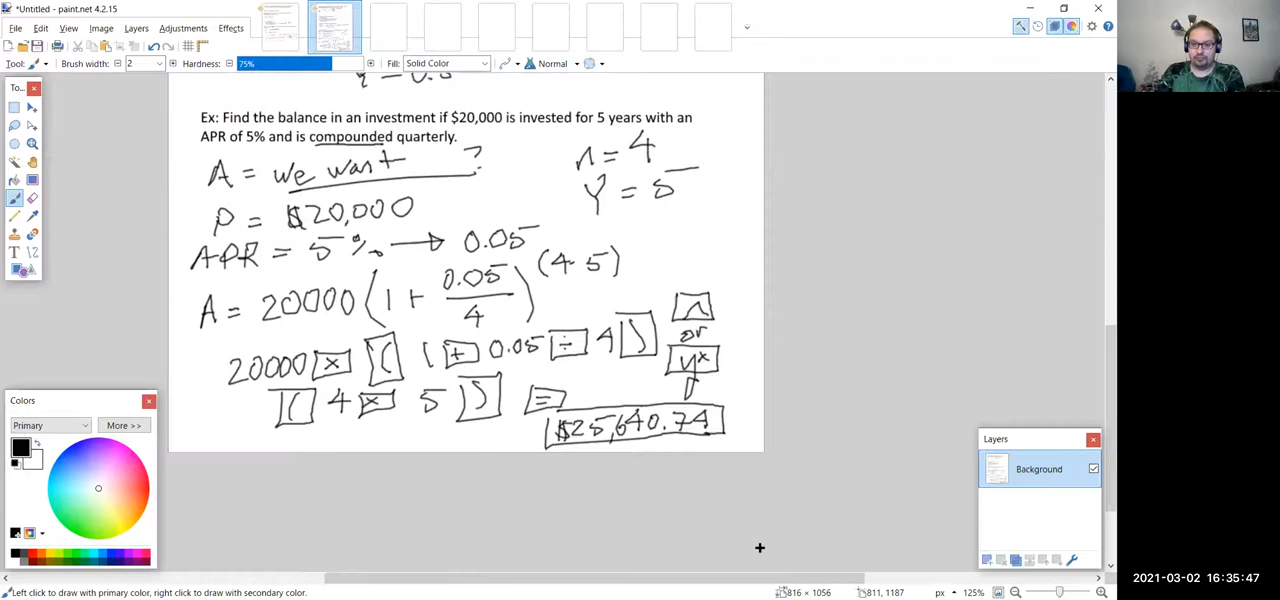 *Untitled - paint.net 4.2.15
File Edit View Image Layers Adjustments Effects
Tool: Brush width: 2 Hardness: 75% Fill: Solid Color Normal
To...
Ex: Find the balance in an investment if $20,000 is invested for 5 years with an
APR of 5% and is compounded quarterly.
A = we want ?
n = 4
Y = 5
P = $20,000
APR = 5% → 0.05
A = 20000 (1 + 0.05/4)^(4·5)
20000 × ( 1 + 0.05 ÷ 4 ) ^
or
y^x
( 4 × 5 ) =
$25,640.74
Colors
Primary More >>
Layers
Background
2021-03-02 16:35:47
Left click to draw with primary color, right click to draw with secondary color. 816 x 1056 811, 1187 px 125%